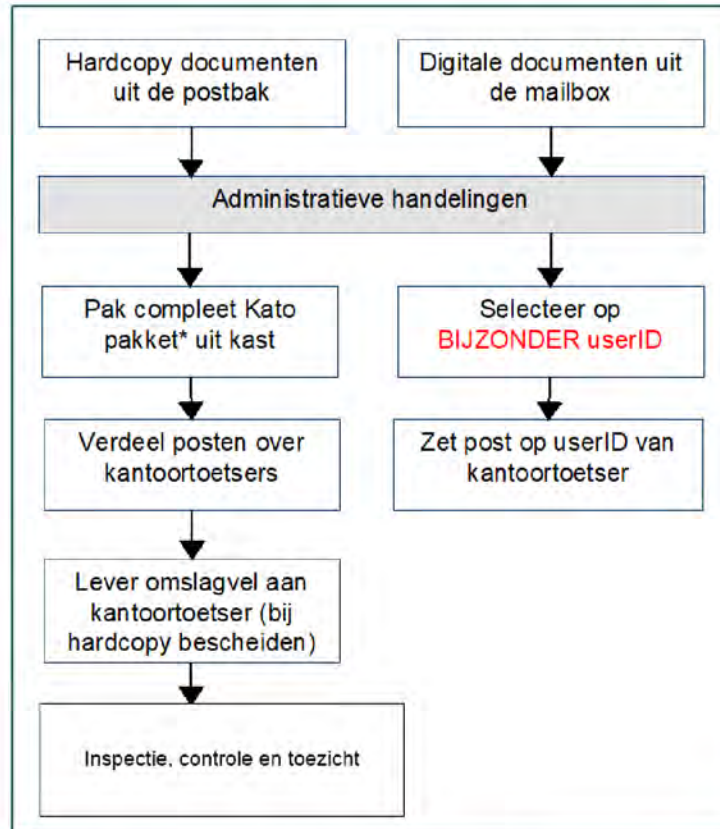 Hardcopy documenten
uit de postbak
Digitale documenten uit
de mailbox
Administratieve handelingen
Pak compleet Kato
pakket* uit kast
Selecteer op
BIJZONDER userID
Verdeel posten over
kantoortoetsers
Zet post op userID van
kantoortoetser
Lever omslagvel aan
kantoortoetser (bij
hardcopy bescheiden)
Inspectie, controle en toezicht